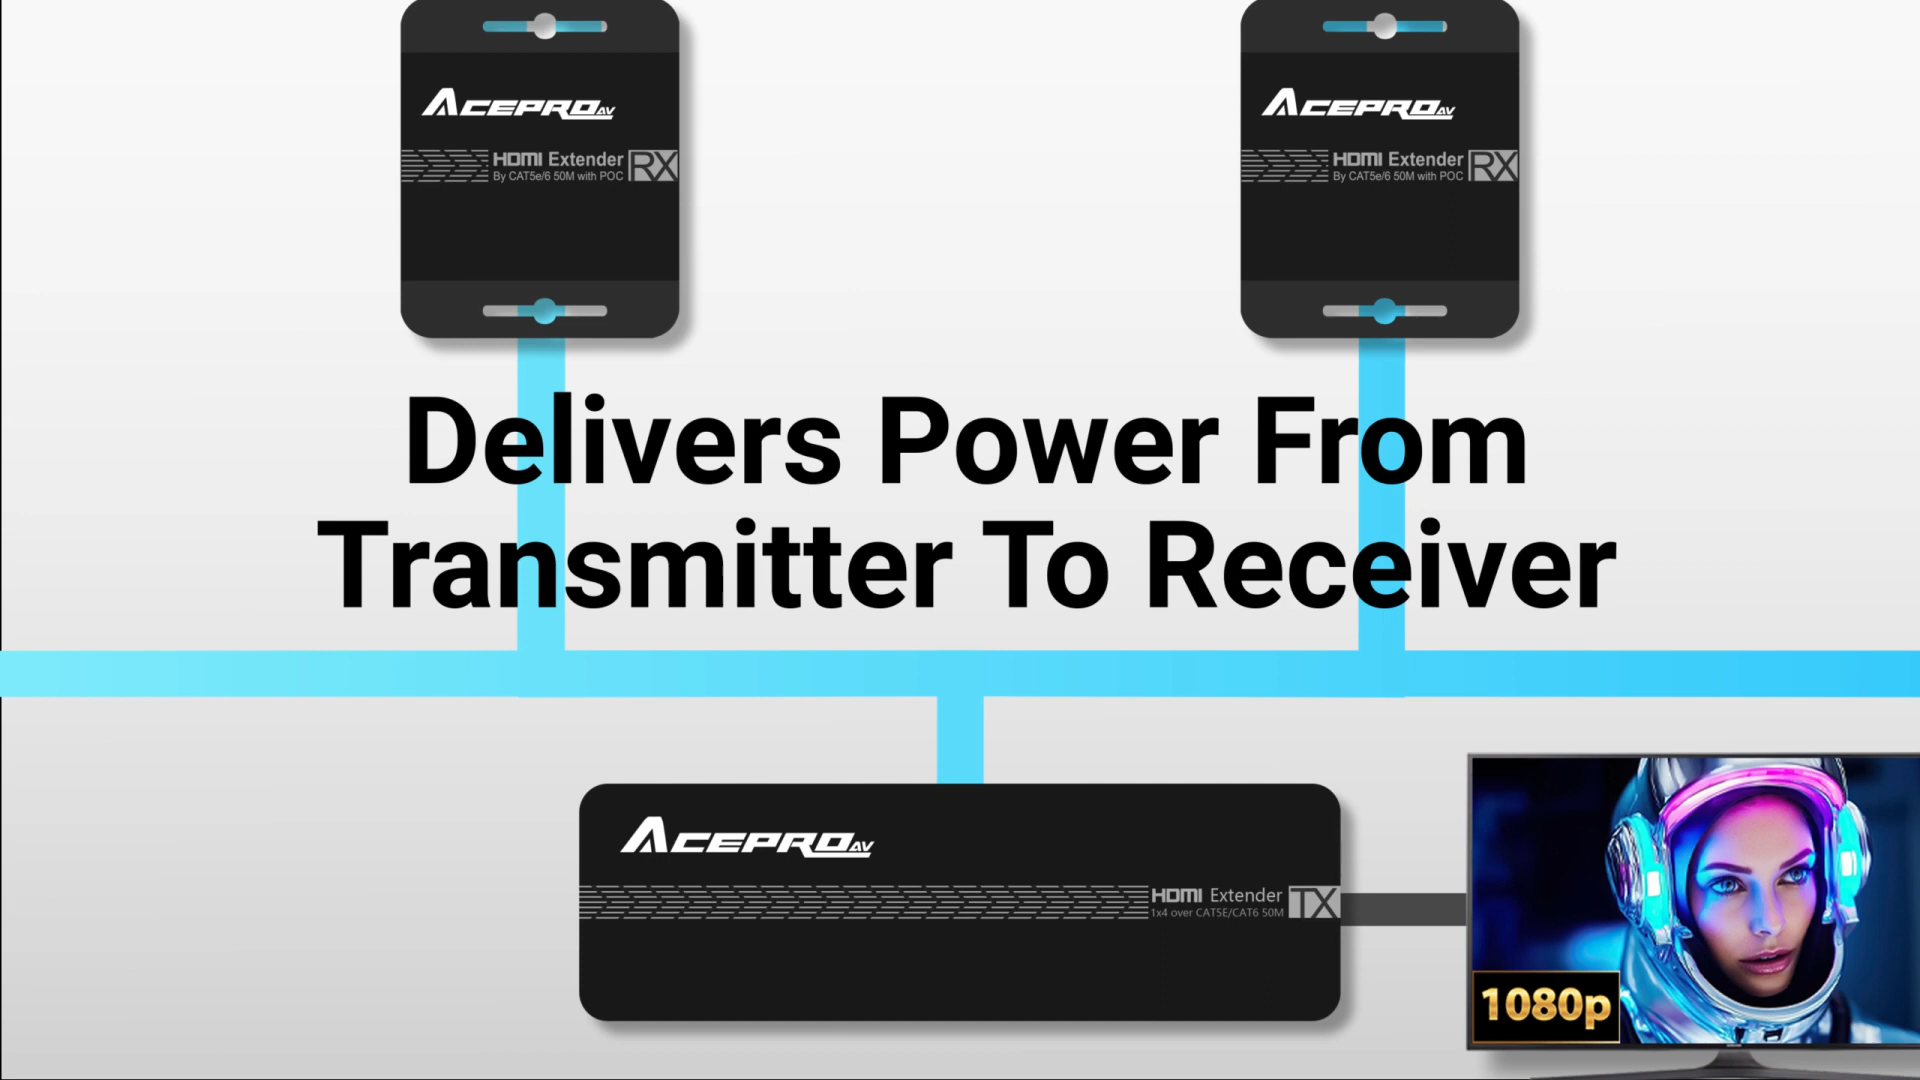 ACEPRO AV
HDMI Extender RX
By CAT5e/6 50M with POC
ACEPRO AV
HDMI Extender RX
By CAT5e/6 50M with POC
Delivers Power From
Transmitter To Receiver
ACEPRO AV
HDMI Extender TX
1x4 over CAT5E/CAT6 50M
1080p